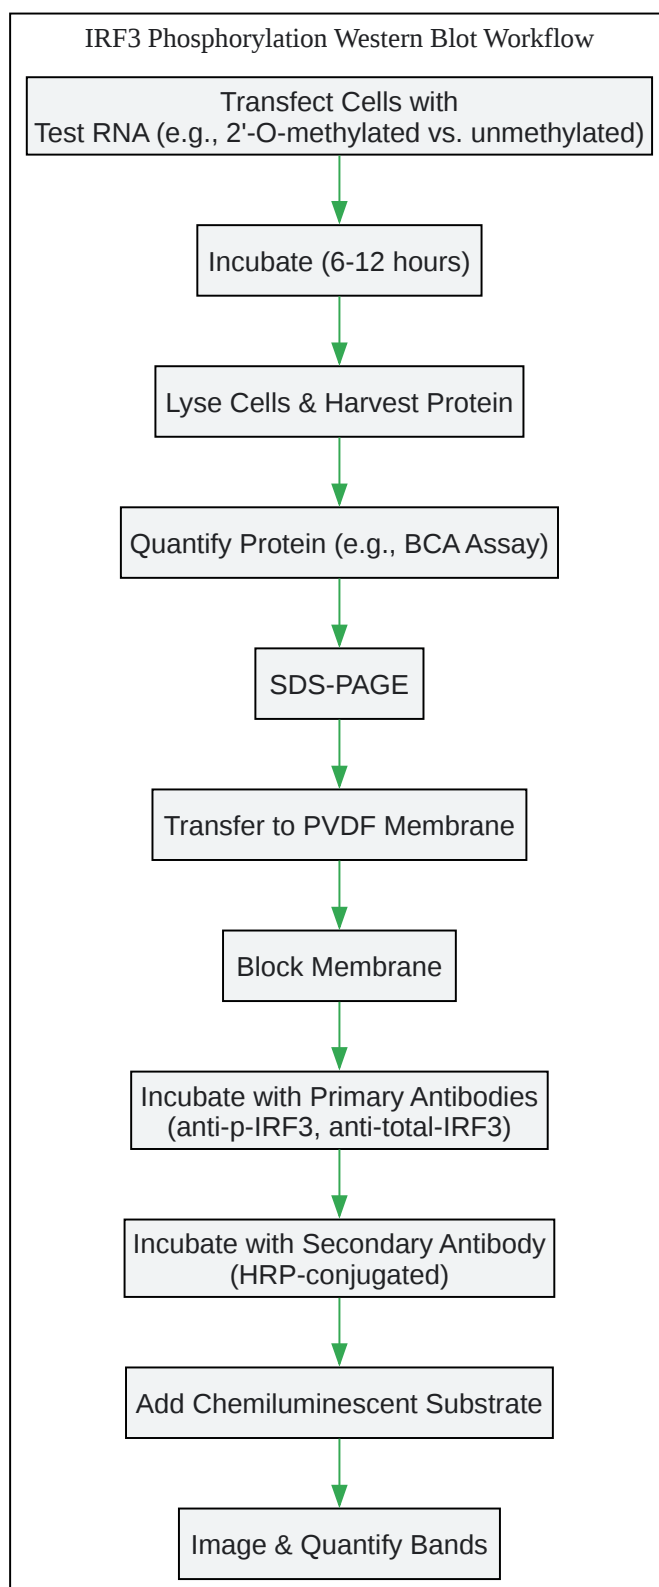 IRF3 Phosphorylation Western Blot Workflow
Transfect Cells with
Test RNA (e.g., 2'-O-methylated vs. unmethylated)
Incubate (6-12 hours)
Lyse Cells & Harvest Protein
Quantify Protein (e.g., BCA Assay)
SDS-PAGE
Transfer to PVDF Membrane
Block Membrane
Incubate with Primary Antibodies
(anti-p-IRF3, anti-total-IRF3)
Incubate with Secondary Antibody
(HRP-conjugated)
Add Chemiluminescent Substrate
Image & Quantify Bands